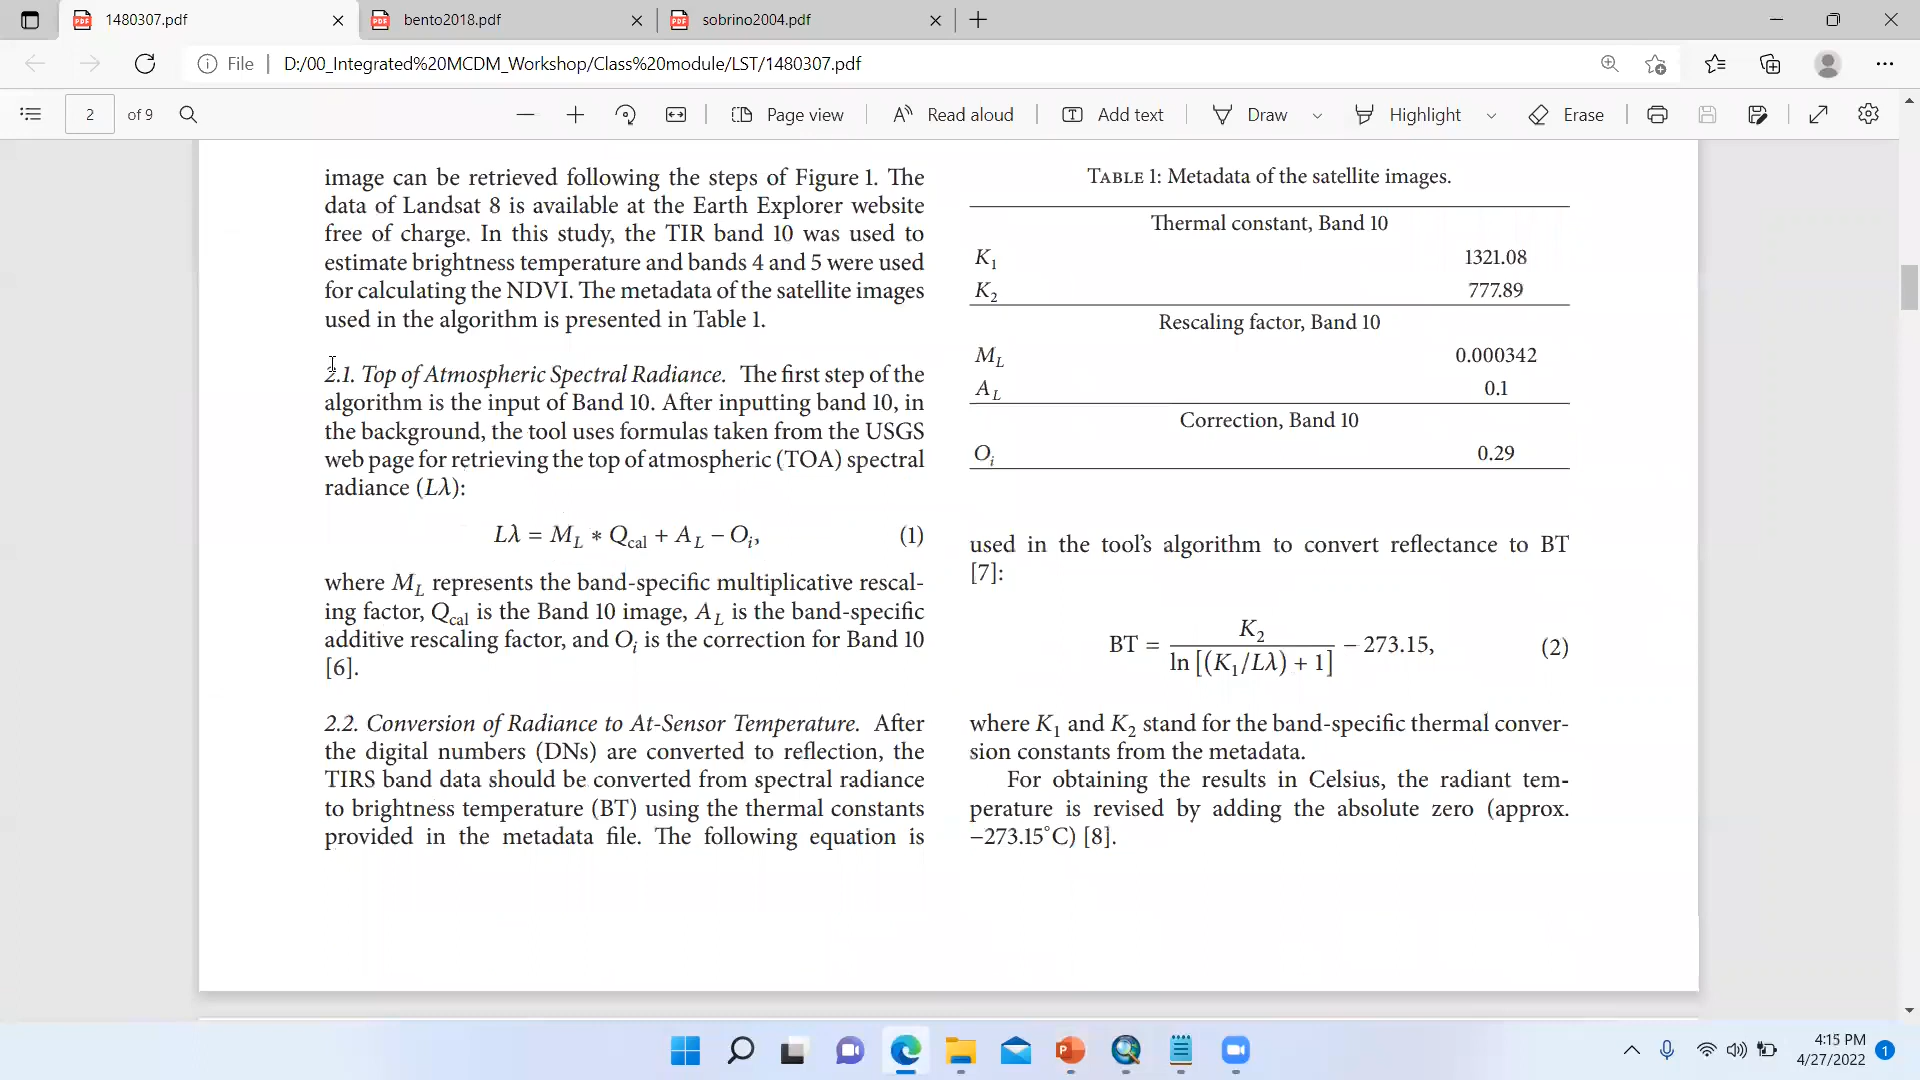 1480307.pdf
bento2018.pdf
sobrino2004.pdf
File
D:/00_Integrated%20MCDM_Workshop/Class%20module/LST/1480307.pdf
2
of 9
Page view
Read aloud
Add text
Draw
Highlight
Erase
image can be retrieved following the steps of Figure 1. The
data of Landsat 8 is available at the Earth Explorer website
free of charge. In this study, the TIR band 10 was used to
estimate brightness temperature and bands 4 and 5 were used
for calculating the NDVI. The metadata of the satellite images
used in the algorithm is presented in Table 1.
2.1. Top of Atmospheric Spectral Radiance. The first step of the
algorithm is the input of Band 10. After inputting band 10, in
the background, the tool uses formulas taken from the USGS
web page for retrieving the top of atmospheric (TOA) spectral
radiance (Lλ):
Lλ = M_L * Q_cal + A_L − O_i, (1)
where M_L represents the band-specific multiplicative rescal-
ing factor, Q_cal is the Band 10 image, A_L is the band-specific
additive rescaling factor, and O_i is the correction for Band 10
[6].
2.2. Conversion of Radiance to At-Sensor Temperature. After
the digital numbers (DNs) are converted to reflection, the
TIRS band data should be converted from spectral radiance
to brightness temperature (BT) using the thermal constants
provided in the metadata file. The following equation is
TABLE 1: Metadata of the satellite images.
Thermal constant, Band 10
K_1 1321.08
K_2 777.89
Rescaling factor, Band 10
M_L 0.000342
A_L 0.1
Correction, Band 10
O_i 0.29
used in the tool's algorithm to convert reflectance to BT
[7]:
BT = K_2 / ln [(K_1/Lλ) + 1] − 273.15, (2)
where K_1 and K_2 stand for the band-specific thermal conver-
sion constants from the metadata.
For obtaining the results in Celsius, the radiant tem-
perature is revised by adding the absolute zero (approx.
−273.15°C) [8].
4:15 PM
4/27/2022
1